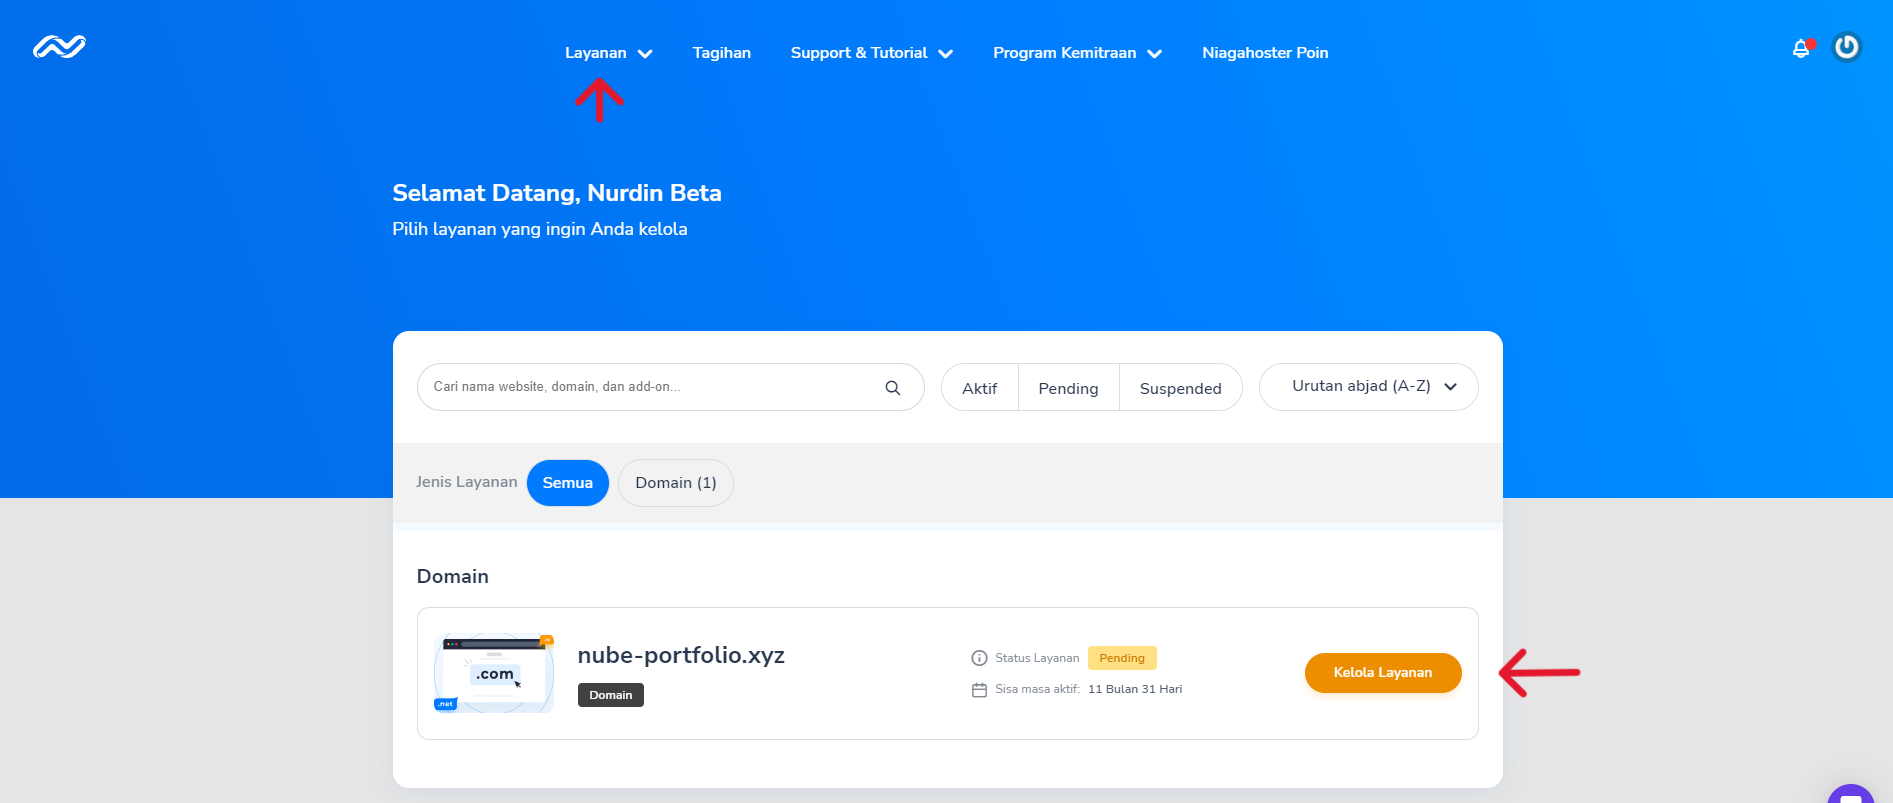 Layanan
Tagihan
Support & Tutorial
Program Kemitraan
Niagahoster Poin
Selamat Datang, Nurdin Beta
Pilih layanan yang ingin Anda kelola
Cari nama website, domain, dan add-on...
Aktif
Pending
Suspended
Urutan abjad (A-Z)
Jenis Layanan
Semua
Domain (1)
Domain
.com
.net
nube-portfolio.xyz
Domain
Status Layanan
Pending
Sisa masa aktif:
11 Bulan 31 Hari
Kelola Layanan